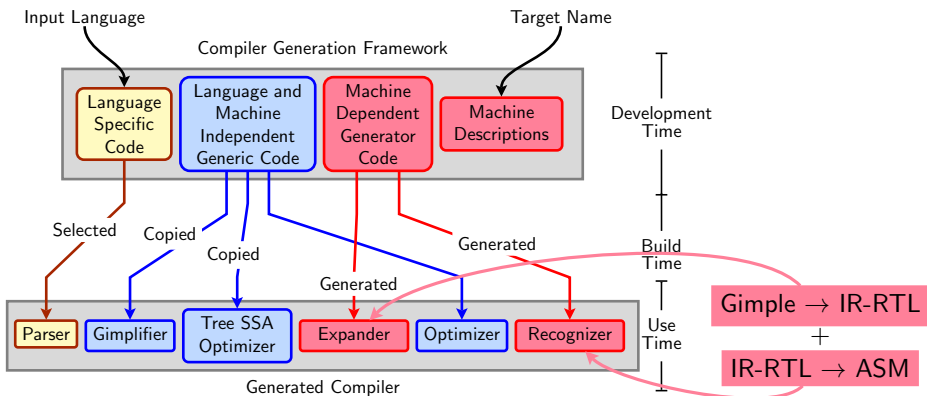 Input Language
Target Name
Compiler Generation Framework
Language
Specific
Code
Language and
Machine
Independent
Generic Code
Machine
Dependent
Generator
Code
Machine
Descriptions
Development
Time
Selected
Copied
Copied
Generated
Generated
Build
Time
Parser
Gimplifier
Tree SSA
Optimizer
Expander
Optimizer
Recognizer
Use
Time
Generated Compiler
Gimple → IR-RTL
+
IR-RTL → ASM